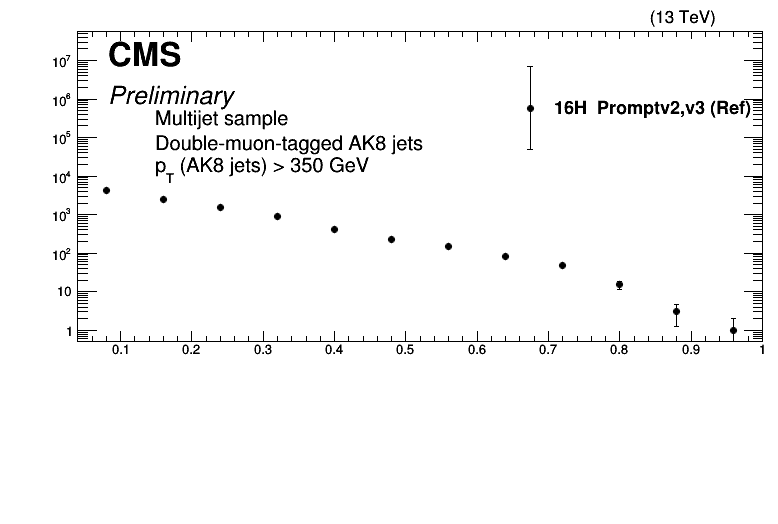 (13 TeV)
CMS
Preliminary
Multijet sample
Double-muon-tagged AK8 jets
p_T (AK8 jets) > 350 GeV
16H Promptv2,v3 (Ref)
10^7
10^6
10^5
10^4
10^3
10^2
10
1
0.1 0.2 0.3 0.4 0.5 0.6 0.7 0.8 0.9 1